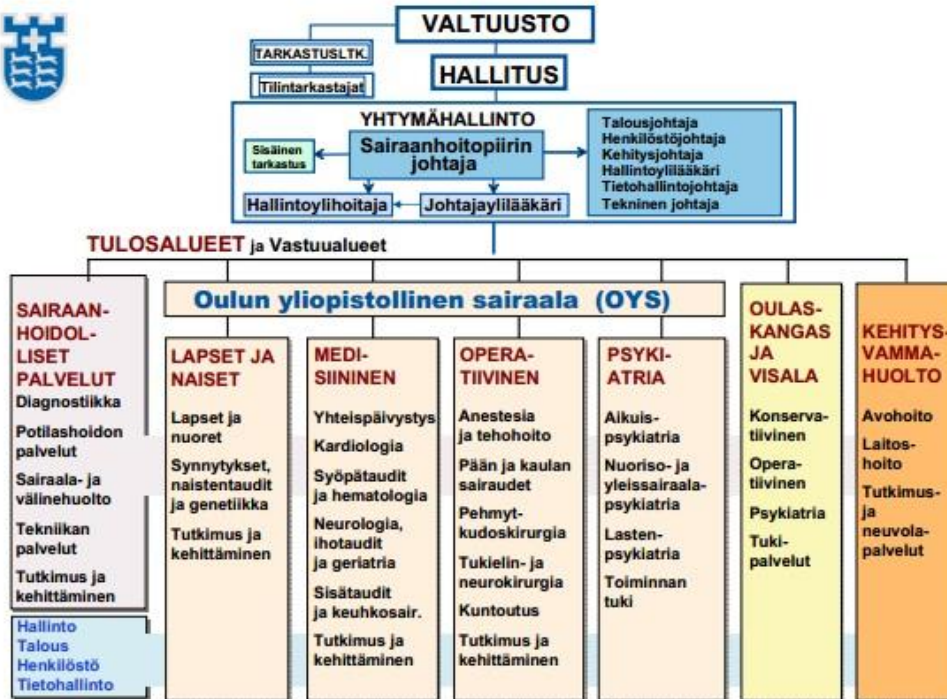 VALTUUSTO
TARKASTUSLTK.
Tilintarkastajat
HALLITUS
YHTYMÄHALLINTO
Sisäinen
tarkastus
Sairaanhoitopiirin
johtaja
Talousjohtaja
Henkilöstöjohtaja
Kehitysjohtaja
Hallintoylilääkäri
Tietohallintojohtaja
Tekninen johtaja
Hallintoylihoitaja
Johtajaylilääkäri
TULOSALUEET ja Vastuualueet
SAIRAAN-
HOIDOL-
LISET
PALVELUT
Diagnostiikka
Potilashoidon
palvelut
Sairaala- ja
välinehuolto
Tekniikan
palvelut
Tutkimus ja
kehittäminen
Hallinto
Talous
Henkilöstö
Tietohallinto
Oulun yliopistollinen sairaala (OYS)
LAPSET JA
NAISET
Lapset ja
nuoret
Synnytykset,
naistentaudit
ja genetiikka
Tutkimus ja
kehittäminen
MEDI-
SIININEN
Yhteispäivystys
Kardiologia
Syöpätaudit
ja hematologia
Neurologia,
ihotaudit
ja geriatria
Sisätaudit
ja keuhkosair.
Tutkimus ja
kehittäminen
OPERA-
TIIVINEN
Anestesia
ja tehohoito
Pään ja kaulan
sairaudet
Pehmyt-
kudoskirurgia
Tukielin- ja
neurokirurgia
Kuntoutus
Tutkimus ja
kehittäminen
PSYKI-
ATRIA
Aikuis-
psykiatria
Nuoriso- ja
yleissairaala-
psykiatria
Lasten-
psykiatria
Toiminnan
tuki
OULAS-
KANGAS
JA
VISALA
Konserva-
tiivinen
Opera-
tiivinen
Psykiatria
Tuki-
palvelut
KEHITYS-
VAMMA-
HUOLTO
Avohoito
Laitos-
hoito
Tutkimus-
ja
neuvola-
palvelut